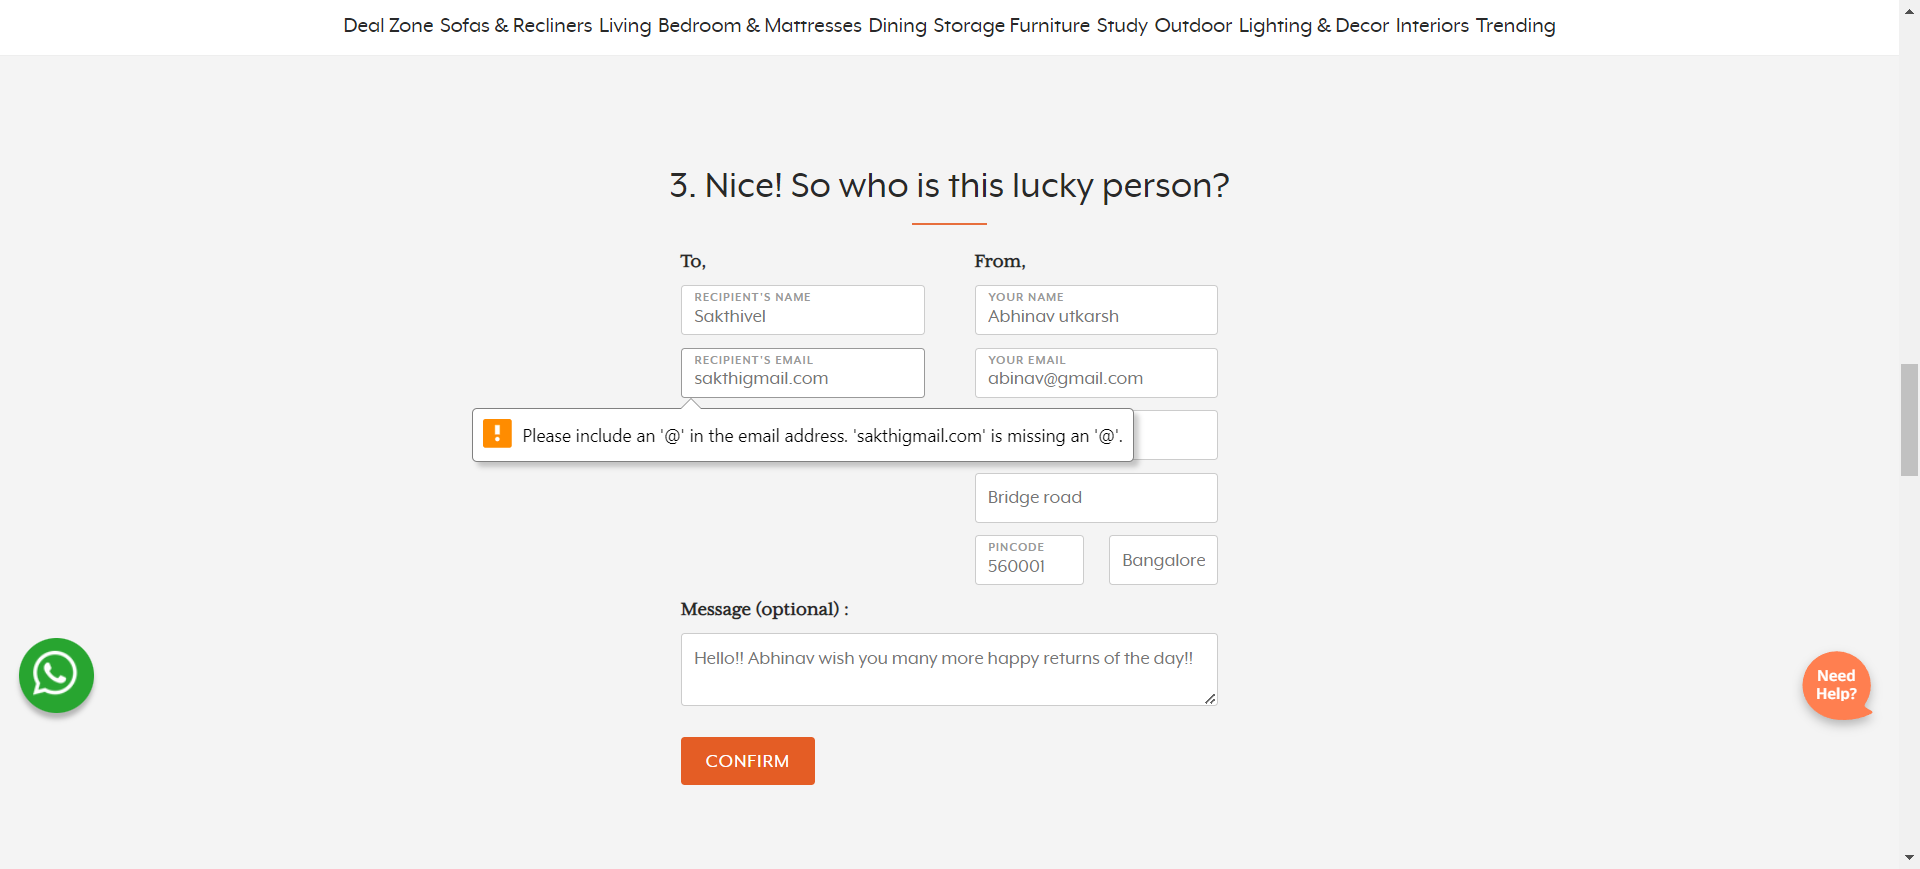 Deal Zone Sofas & Recliners Living Bedroom & Mattresses Dining Storage Furniture Study Outdoor Lighting & Decor Interiors Trending
3. Nice! So who is this lucky person?
To,
From,
RECIPIENT'S NAME
Sakthivel
YOUR NAME
Abhinav utkarsh
RECIPIENT'S EMAIL
sakthigmail.com
YOUR EMAIL
abinav@gmail.com
Please include an '@' in the email address. 'sakthigmail.com' is missing an '@'.
Bridge road
PINCODE
560001
Bangalore
Message (optional) :
Hello!! Abhinav wish you many more happy returns of the day!!
Need
Help?
CONFIRM